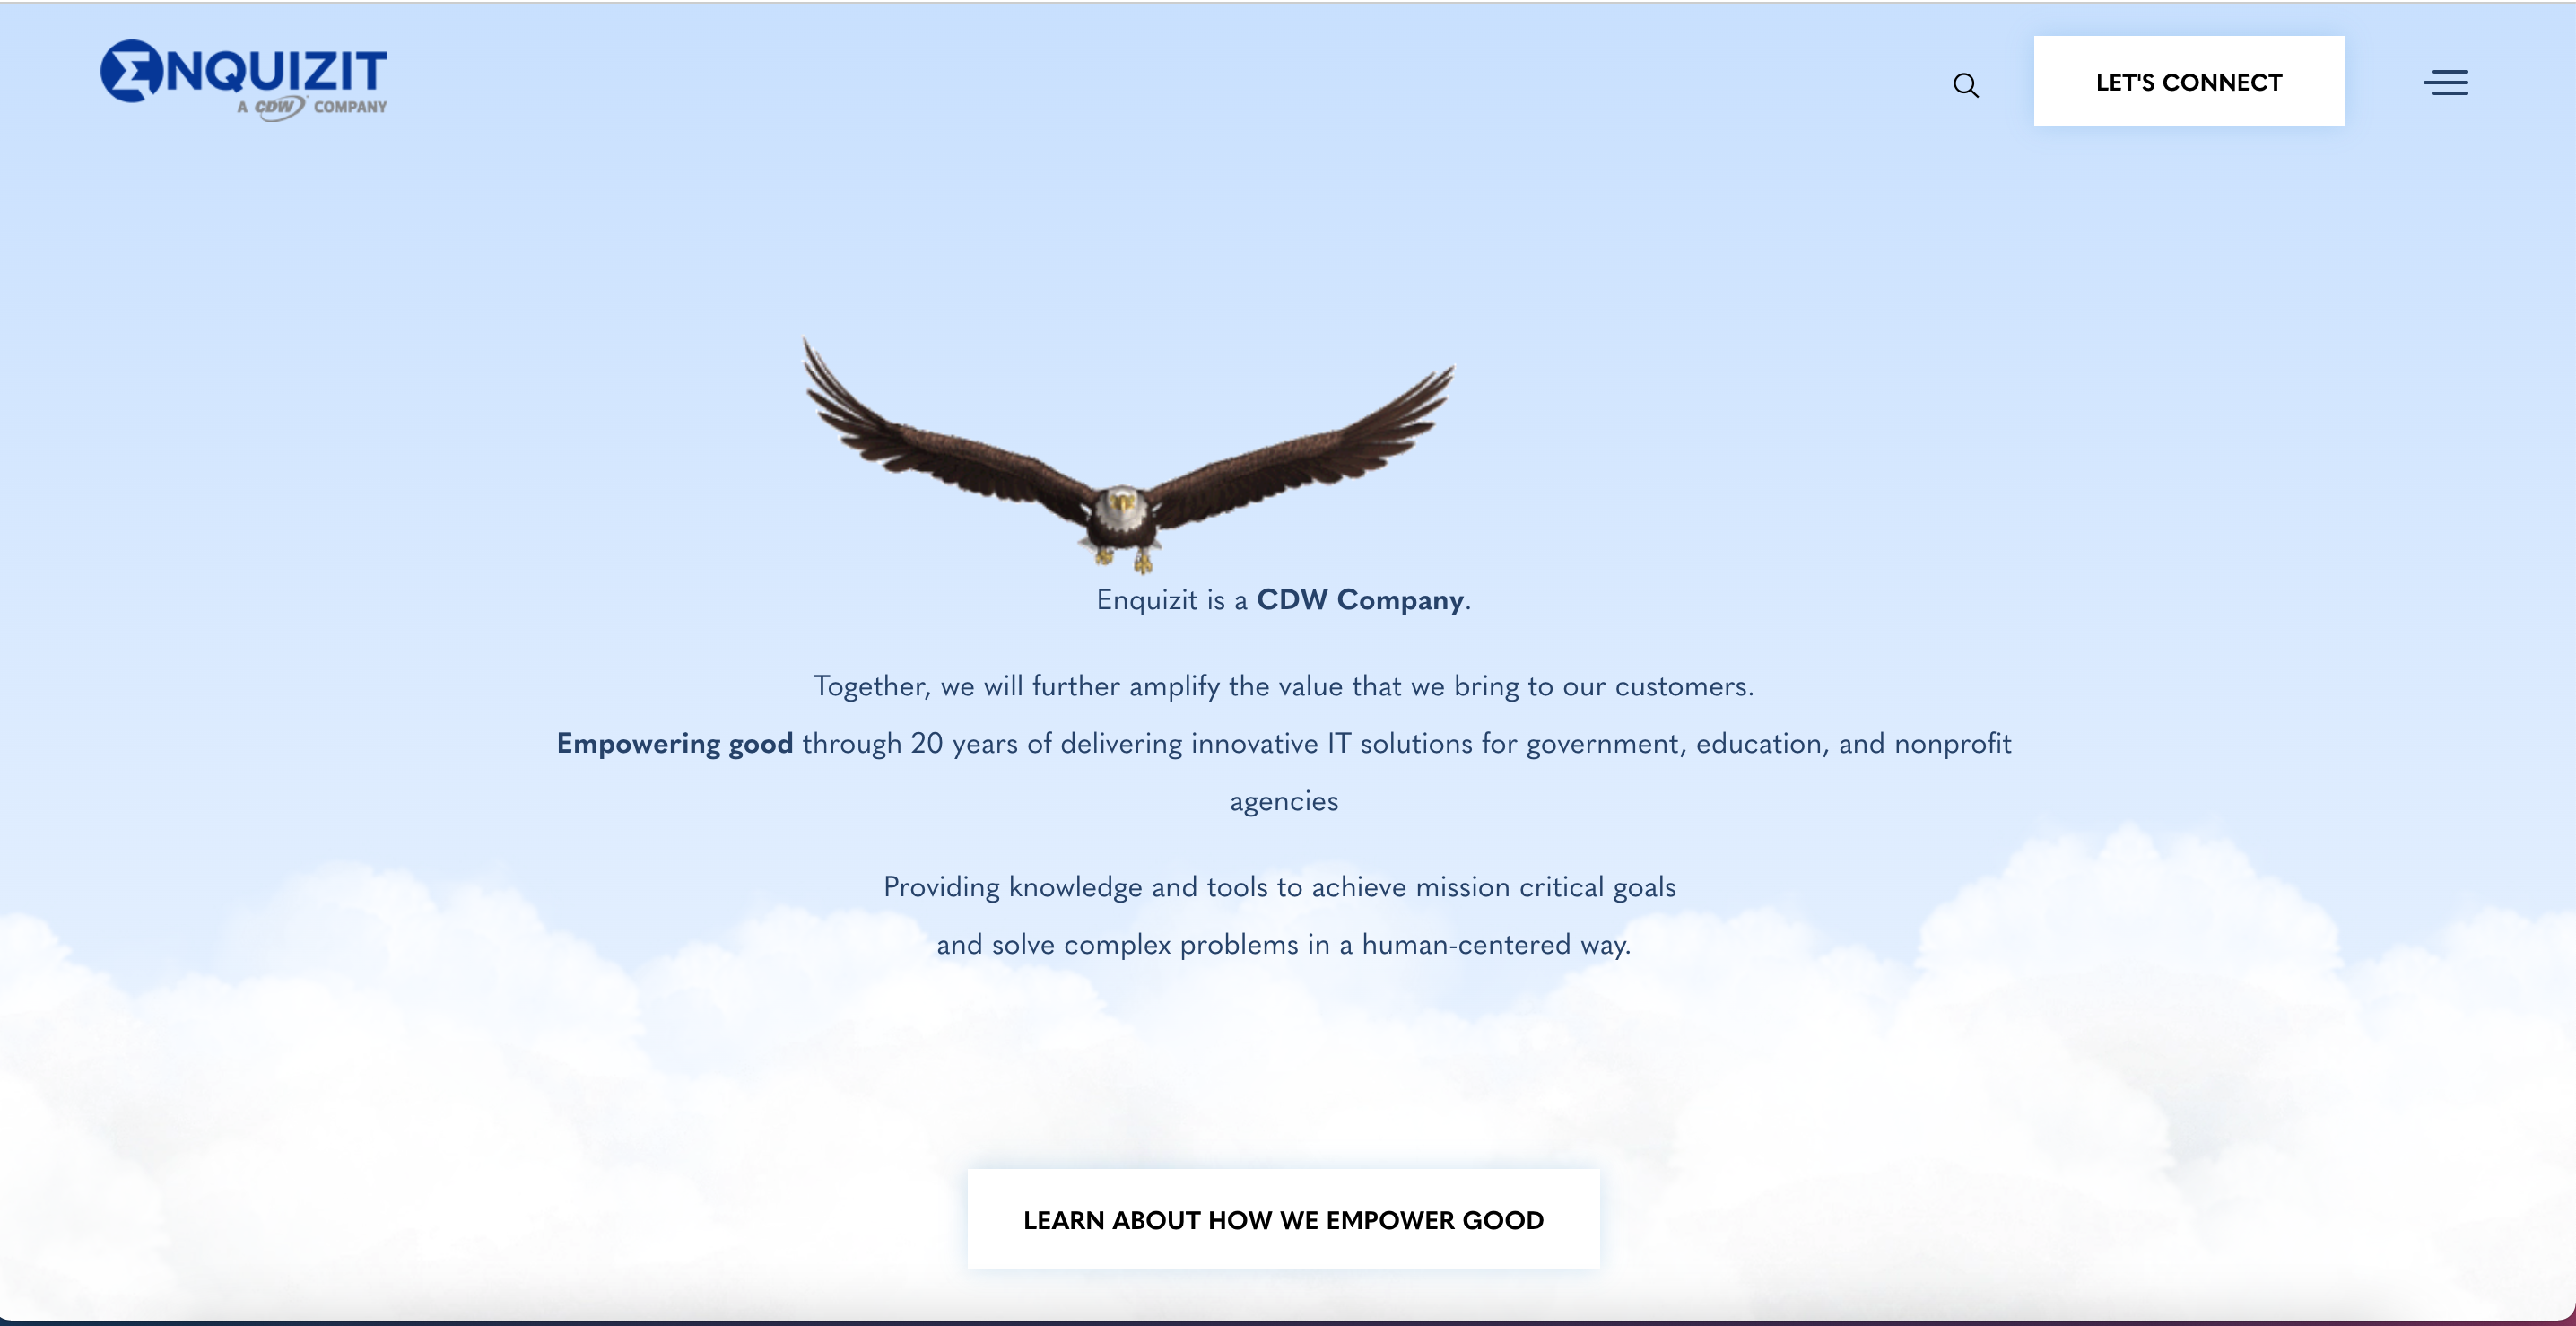 ENQUIZIT
A CDW COMPANY
LET'S CONNECT
Enquizit is a CDW Company.
Together, we will further amplify the value that we bring to our customers.
Empowering good through 20 years of delivering innovative IT solutions for government, education, and nonprofit
agencies
Providing knowledge and tools to achieve mission critical goals
and solve complex problems in a human-centered way.
LEARN ABOUT HOW WE EMPOWER GOOD